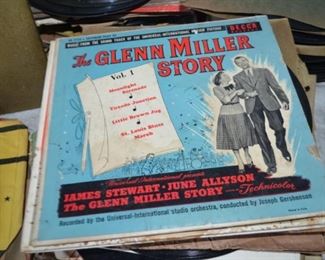 MUSIC FROM THE SOUND TRACK OF THE UNIVERSAL-INTERNATIONAL MOTION PICTURE
DECCA
The GLENN MILLER
STORY
Vol. 1
Moonlight
Serenade
Tuxedo Junction
Little Brown Jug
St. Louis Blues
March
Universal-International presents
JAMES STEWART · JUNE ALLYSON
The GLENN MILLER STORY
Technicolor
Recorded by the Universal-International studio orchestra, conducted by Joseph Gershenson